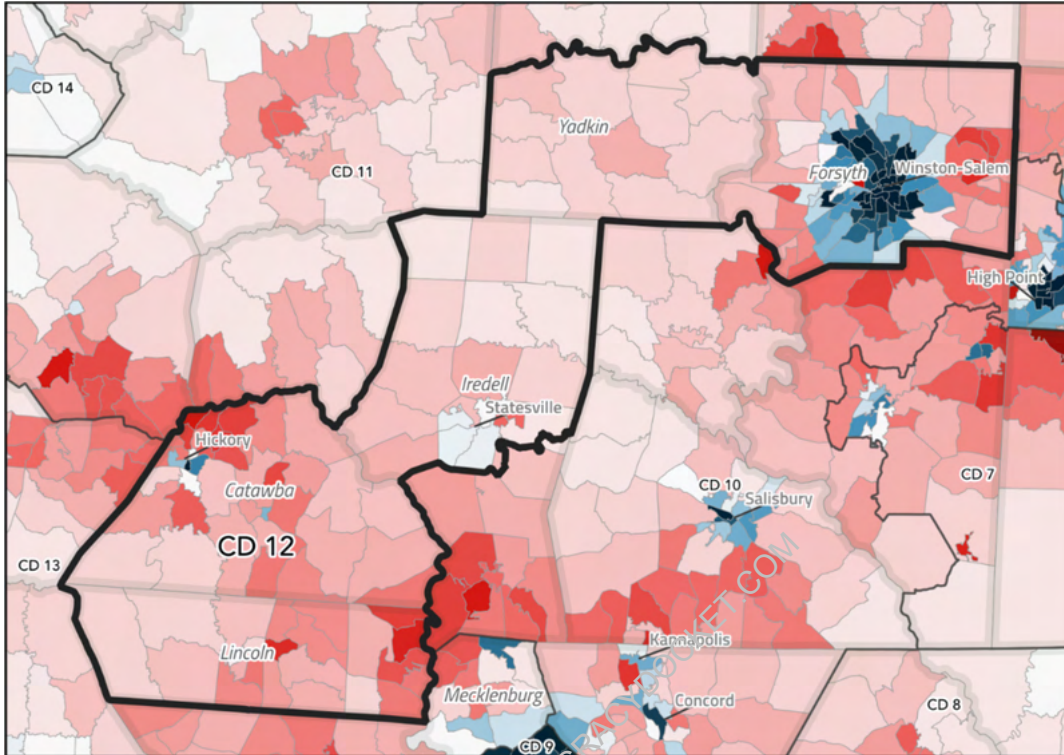 CD 14
Yadkin
CD 11
Forsyth
Winston-Salem
High Point
Iredell
Statesville
Hickory
Catawba
CD 10
Salisbury
CD 7
CD 12
CD 13
Lincoln
Kannapolis
Mecklenburg
Concord
CD 9
CD 8